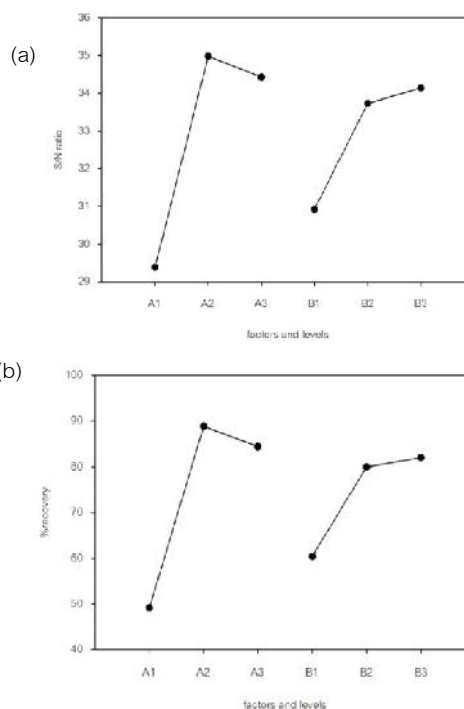 (a)
36
35
34
33
32
31
30
29
S/N ratio
A1 A2 A3 B1 B2 B3
factors and levels
(b)
100
90
80
70
60
50
40
%recovery
A1 A2 A3 B1 B2 B3
factors and levels